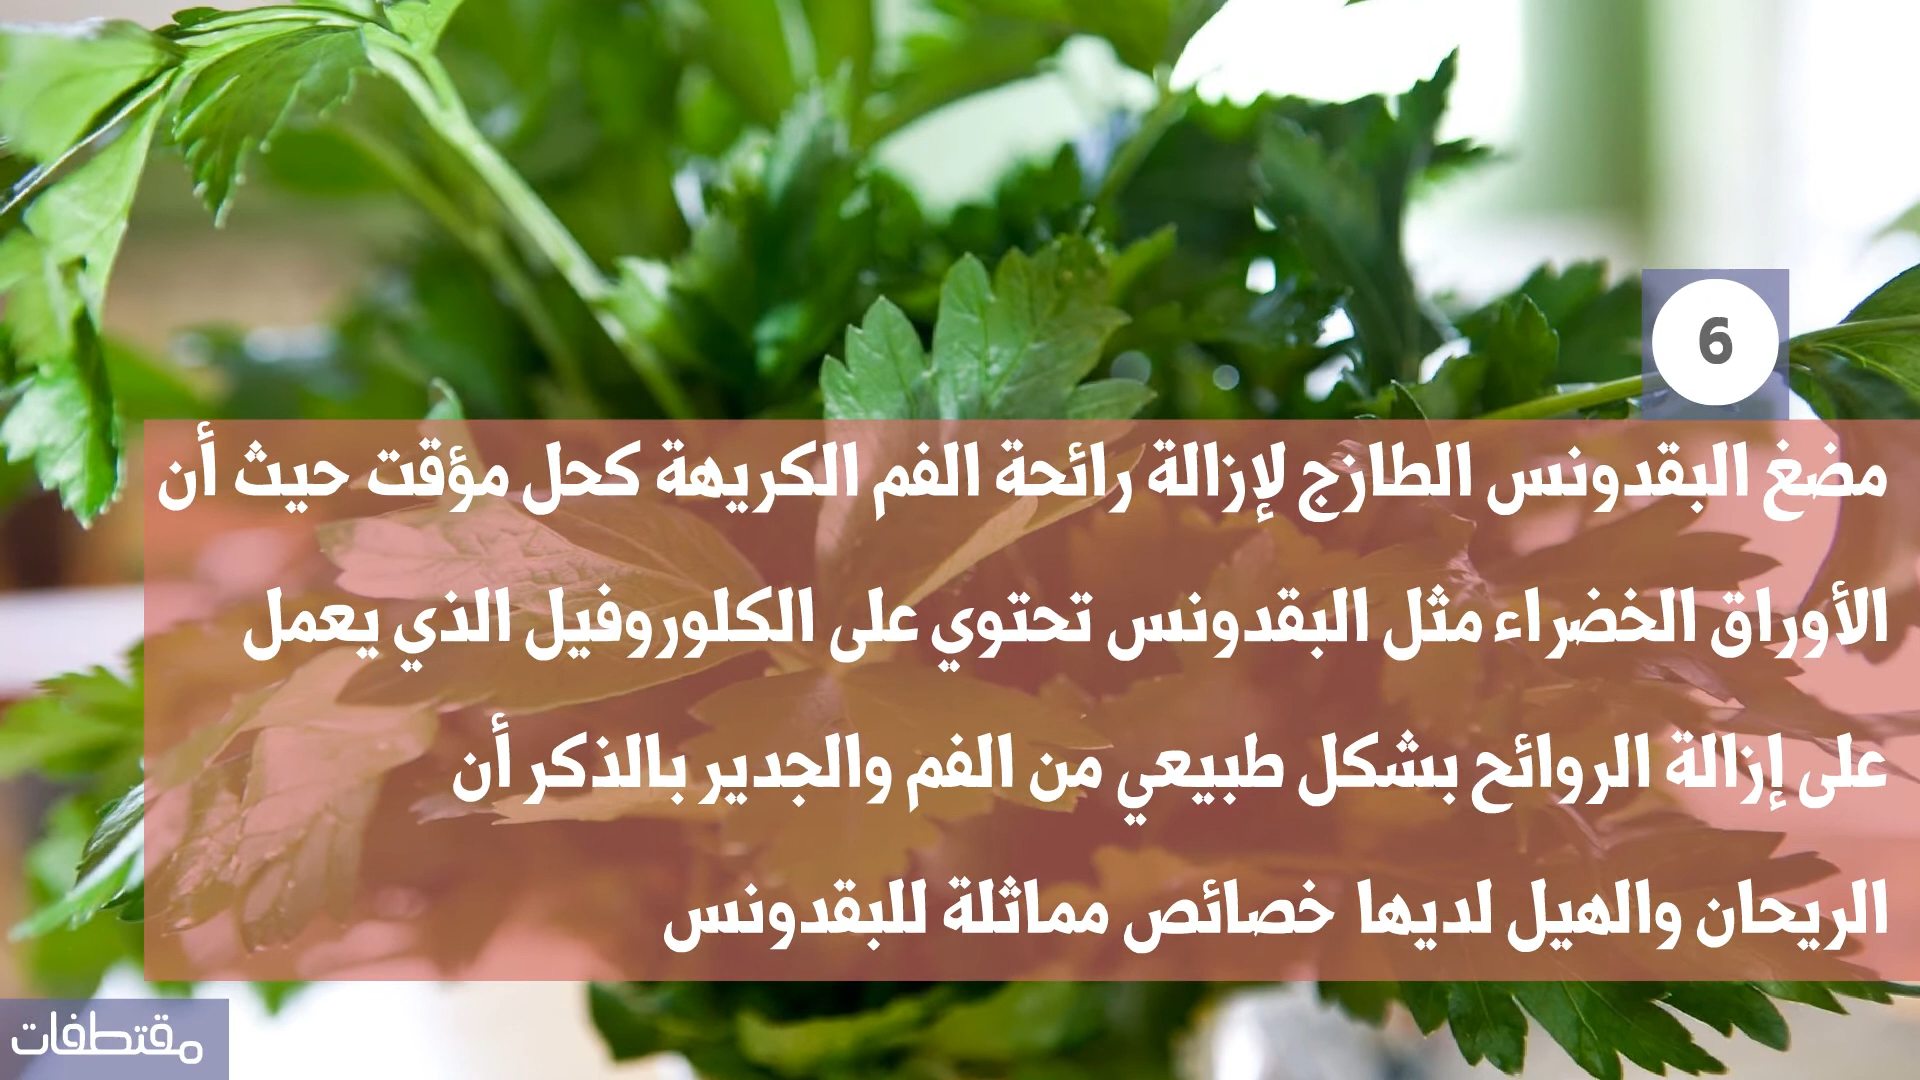 6
مضغ البقدونس الطازج لإزالة رائحة الفم الكريهة كحل مؤقت حيث أن
الأوراق الخضراء مثل البقدونس تحتوي على الكلوروفيل الذي يعمل
على إزالة الروائح بشكل طبيعي من الفم والجدير بالذكر أن
الريحان والهيل لديها خصائص مماثلة للبقدونس
مقتطفات